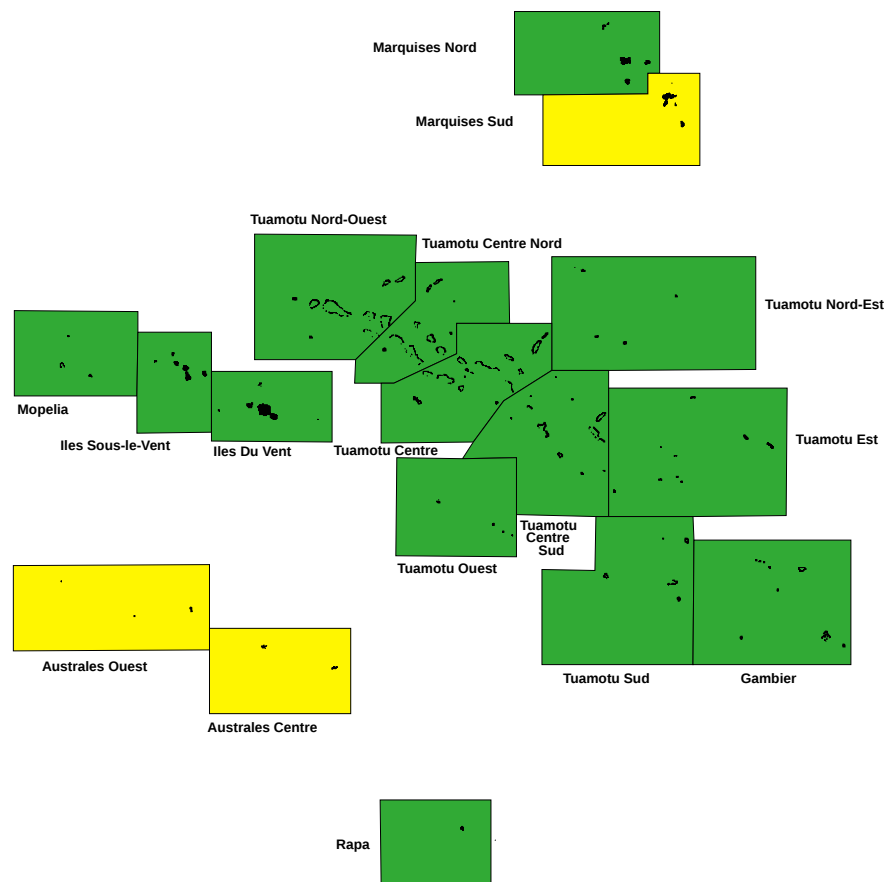 Marquises Nord
Marquises Sud
Tuamotu Nord-Ouest
Tuamotu Centre Nord
Tuamotu Nord-Est
Mopelia
Iles Sous-le-Vent
Iles Du Vent
Tuamotu Centre
Tuamotu Est
Tuamotu
Centre
Sud
Tuamotu Ouest
Australes Ouest
Tuamotu Sud
Gambier
Australes Centre
Rapa